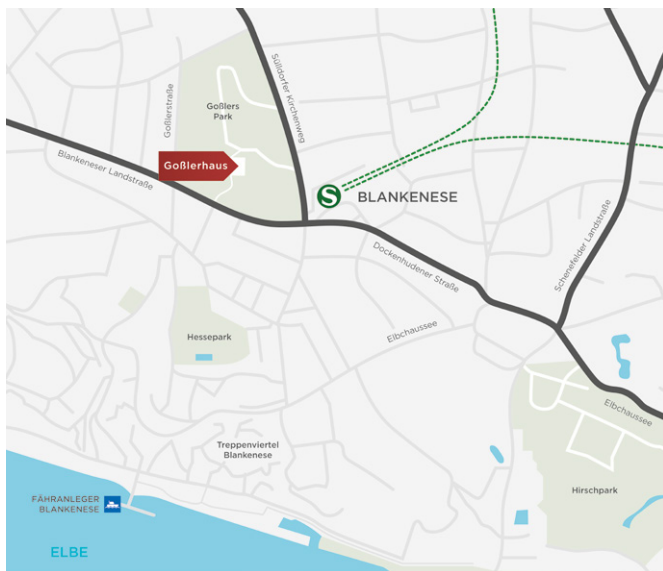 Goßlerstraße
Goßlers
Park
Sülldorfer Kirchenweg
Blankeneser Landstraße
Goßlerhaus
S
BLANKENESE
Schenefelder Landstraße
Dockenhudener Straße
Elbchaussee
Hessepark
Elbchaussee
Treppenviertel
Blankenese
Hirschpark
FÄHRANLEGER
BLANKENESE
ELBE